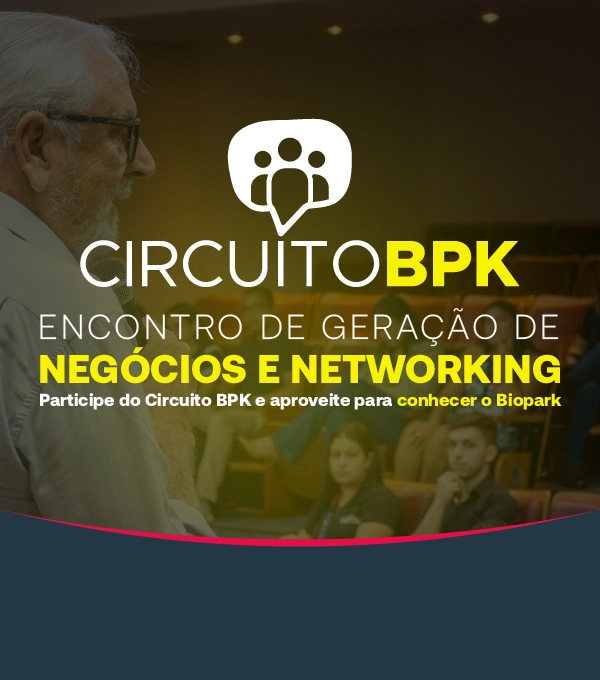 CIRCUITOBPK
ENCONTRO DE GERAÇÃO DE
NEGÓCIOS E NETWORKING
Participe do Circuito BPK e aproveite para conhecer o Biopark